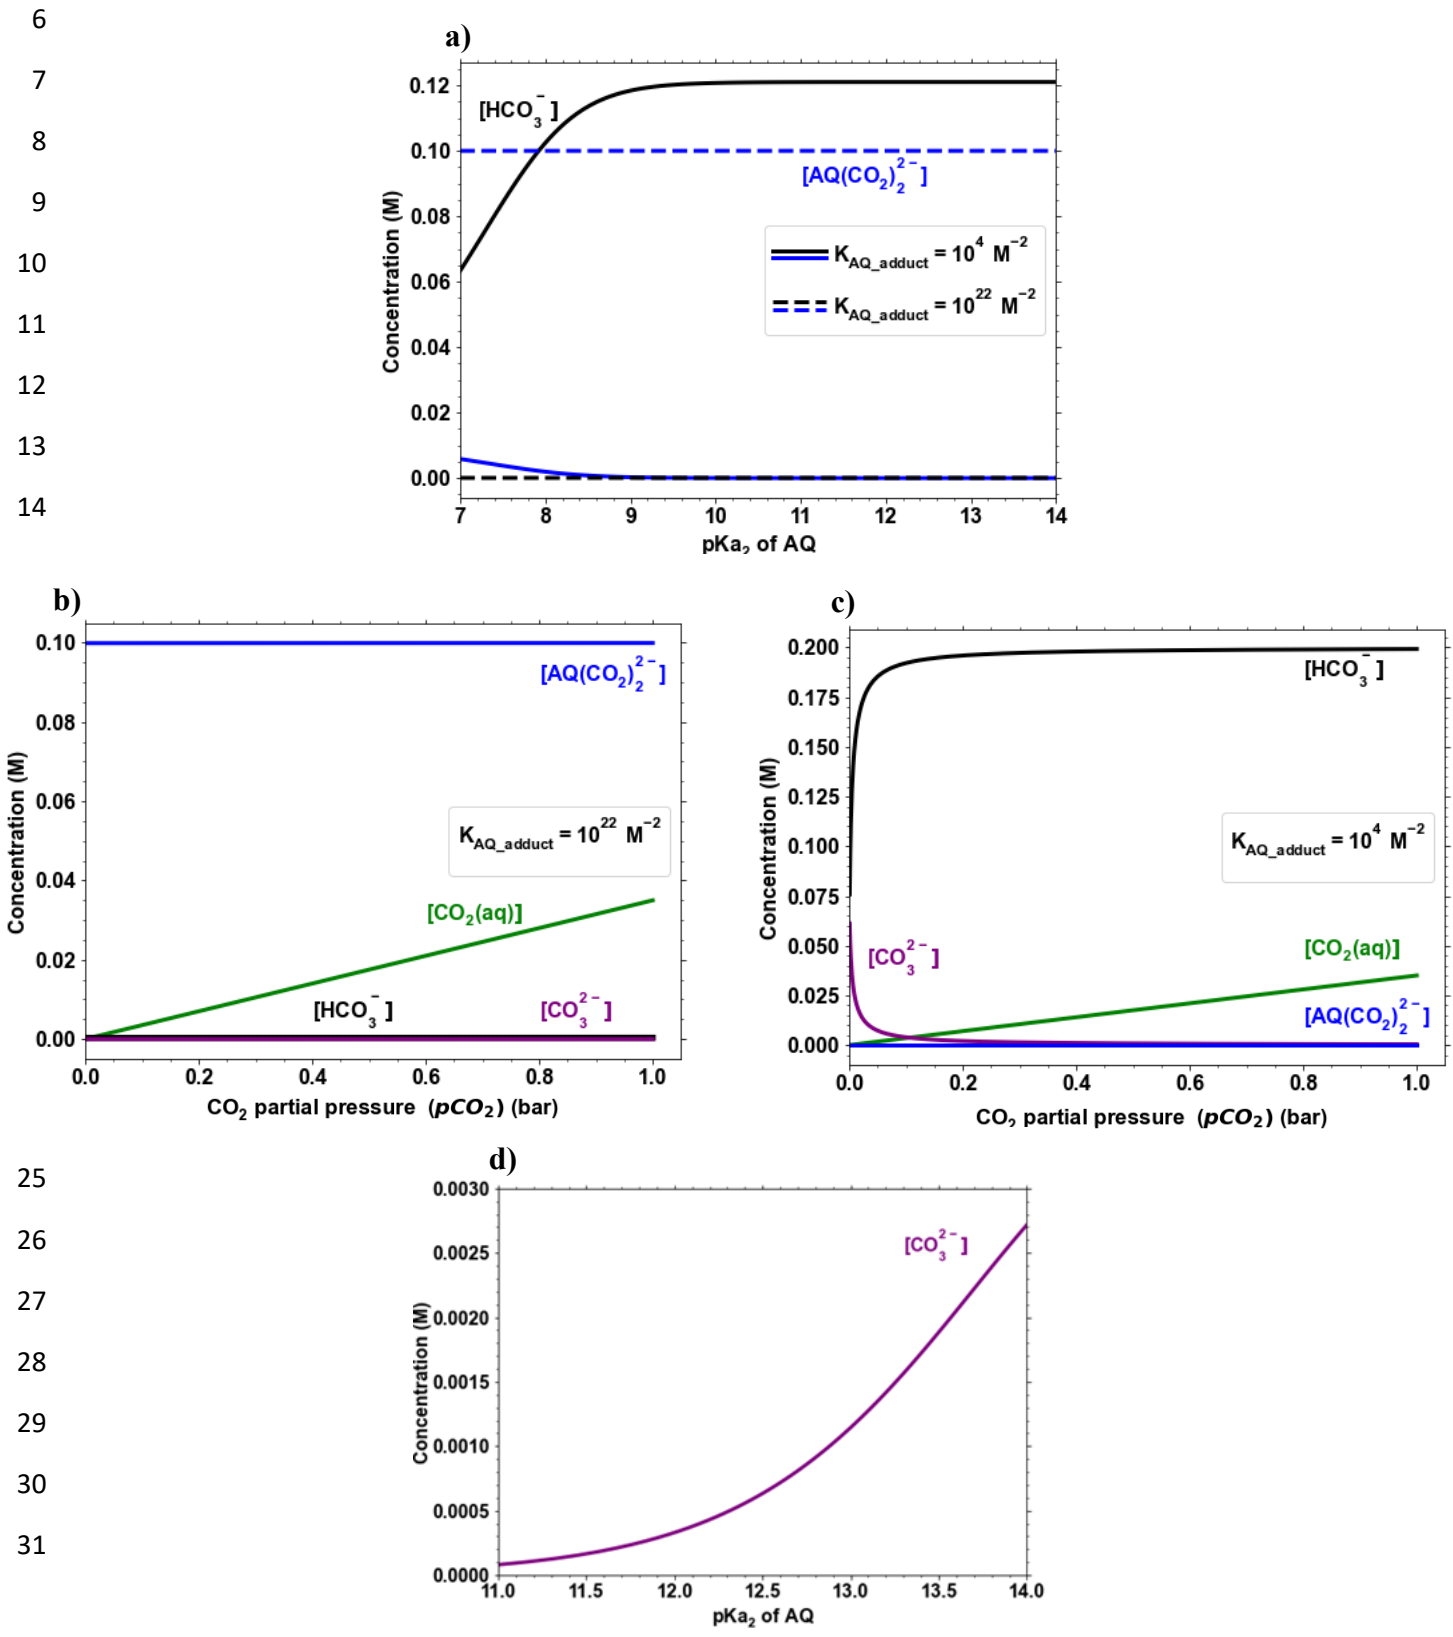 6
a)
7
0.12
[HCO3−]
8
0.10
[AQ(CO2)2 2−]
9
0.08
10
KAQ_adduct = 10^4 M^−2
0.06
11
KAQ_adduct = 10^22 M^−2
Concentration (M)
0.04
12
0.02
13
0.00
14
7 8 9 10 11 12 13 14
pKa2 of AQ
b)
0.10
[AQ(CO2)2 2−]
0.08
0.06
KAQ_adduct = 10^22 M^−2
Concentration (M)
0.04
[CO2(aq)]
0.02
[HCO3−] [CO3 2−]
0.00
0.0 0.2 0.4 0.6 0.8 1.0
CO2 partial pressure (pCO2) (bar)
c)
0.200
[HCO3−]
0.175
0.150
0.125
KAQ_adduct = 10^4 M^−2
0.100
Concentration (M)
0.075
0.050
[CO3 2−] [CO2(aq)]
0.025
[AQ(CO2)2 2−]
0.000
0.0 0.2 0.4 0.6 0.8 1.0
CO2 partial pressure (pCO2) (bar)
25
d)
0.0030
26
[CO3 2−]
0.0025
27
0.0020
28
0.0015
Concentration (M)
29
0.0010
30
0.0005
31
0.0000
11.0 11.5 12.0 12.5 13.0 13.5 14.0
pKa2 of AQ